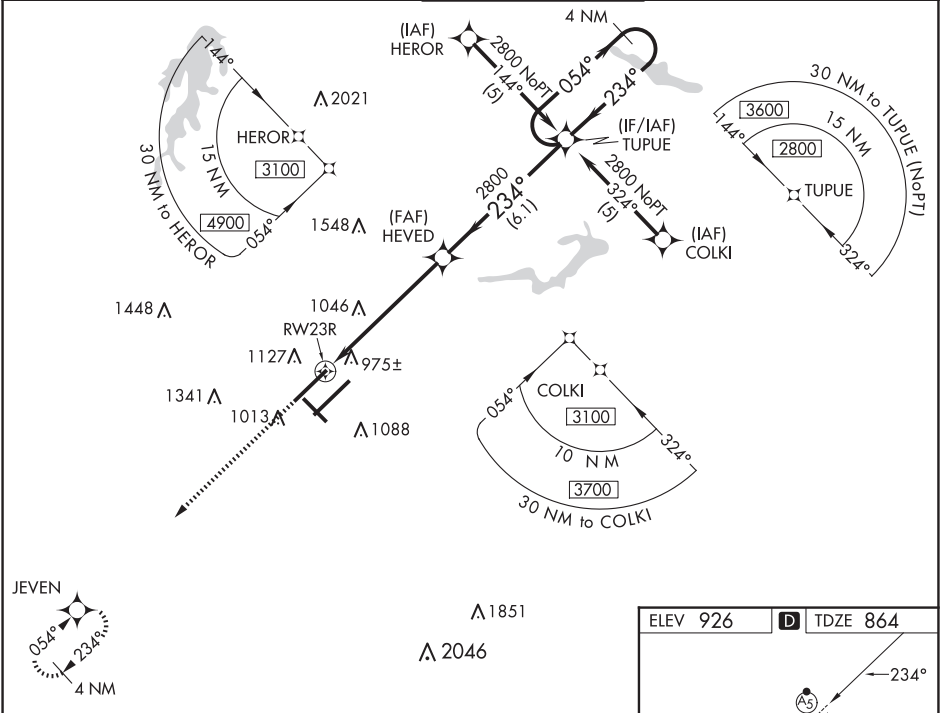 (IAF)
HEROR
2800 NoPT
144°
(5)
4 NM
054°
234°
(IF/IAF)
TUPUE
2800 NoPT
324°
(5)
(IAF)
COLKI
2800
234°
(6.1)
(FAF)
HEVED
144°
HEROR
3100
15 NM
4900
054°
30 NM to HEROR
2021
1548
30 NM to TUPUE (NoPT)
3600
144°
15 NM
2800
TUPUE
324°
1448
1046
RW23R
1127
975±
1341
1013
1088
COLKI
054°
3100
324°
10 NM
3700
30 NM to COLKI
JEVEN
054°
234°
4 NM
1851
2046
ELEV 926
D
TDZE 864
234°
A5